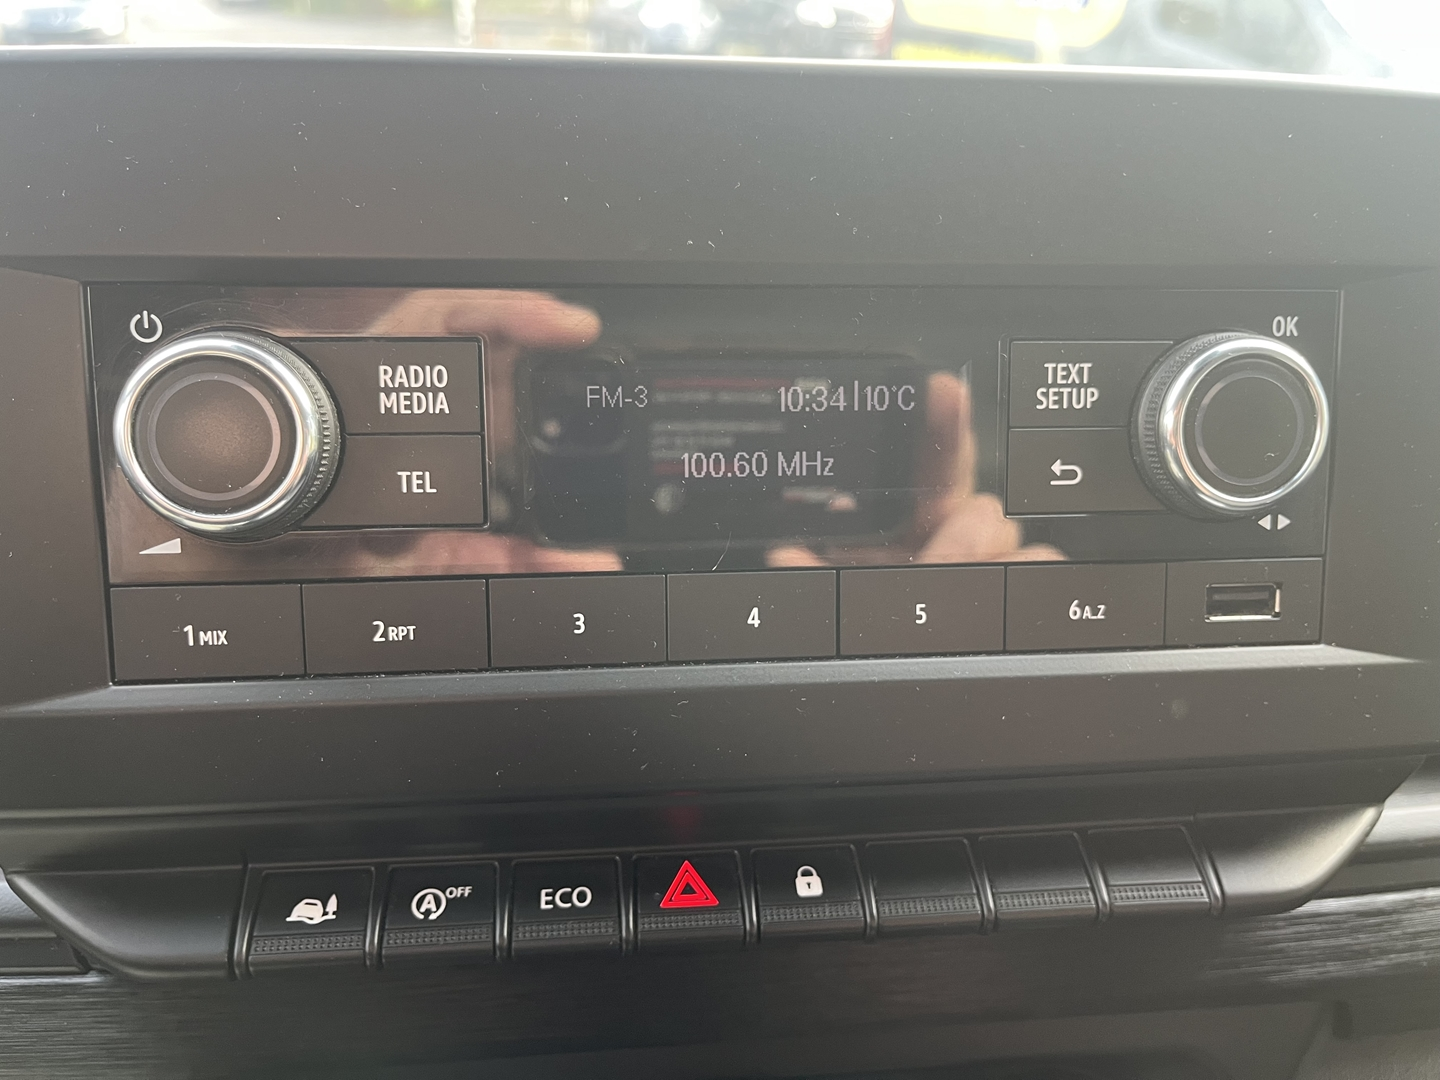 OK
RADIO
MEDIA
FM-3
10:34|10°C
TEXT
SETUP
100.60 MHz
TEL
1 MIX
2 RPT
3
4
5
6 A..Z
A OFF
ECO